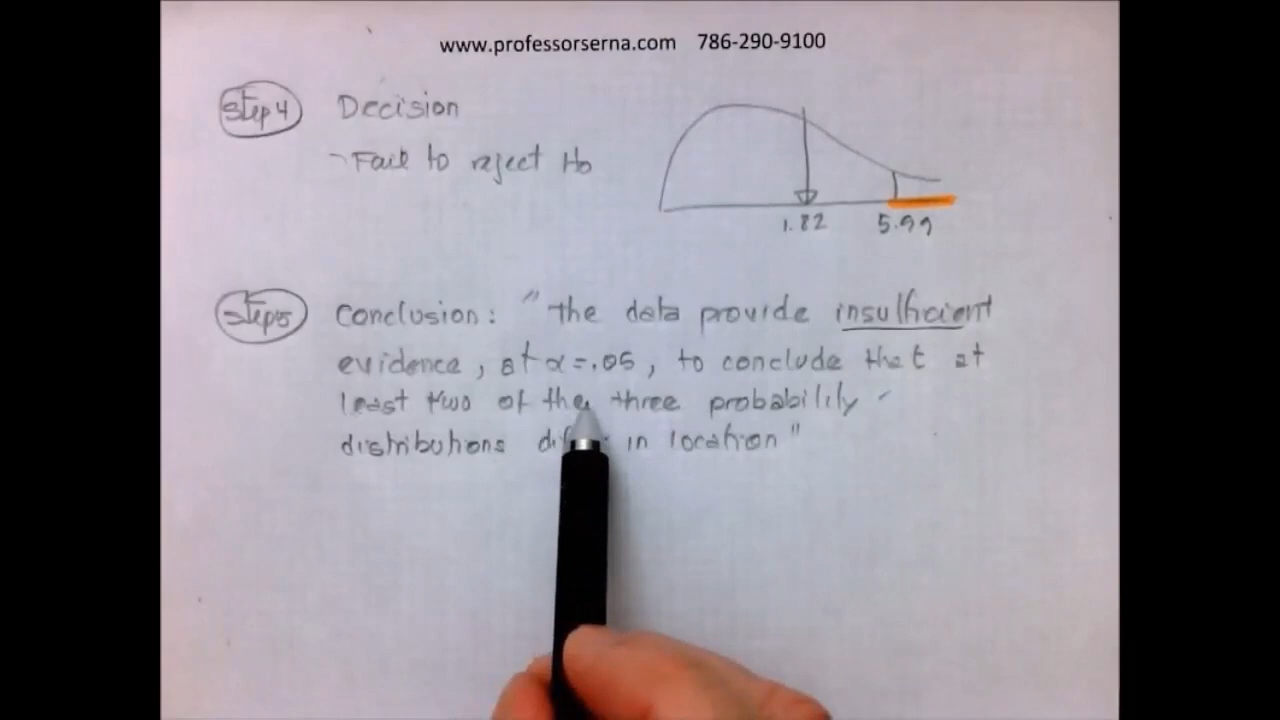 www.professorserna.com 786-290-9100
Step 4 Decision
- Fail to reject Ho
1.82 5.99
Step 5 Conclusion: "the data provide insufficient
evidence, at α=.05, to conclude that at
least two of the three probability
distributions in location"